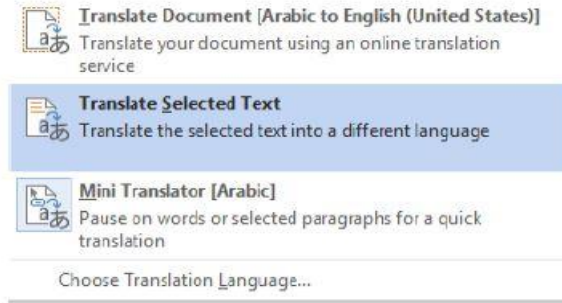 Translate Document [Arabic to English (United States)]
Translate your document using an online translation
service
Translate Selected Text
Translate the selected text into a different language
Mini Translator [Arabic]
Pause on words or selected paragraphs for a quick
translation
Choose Translation Language...